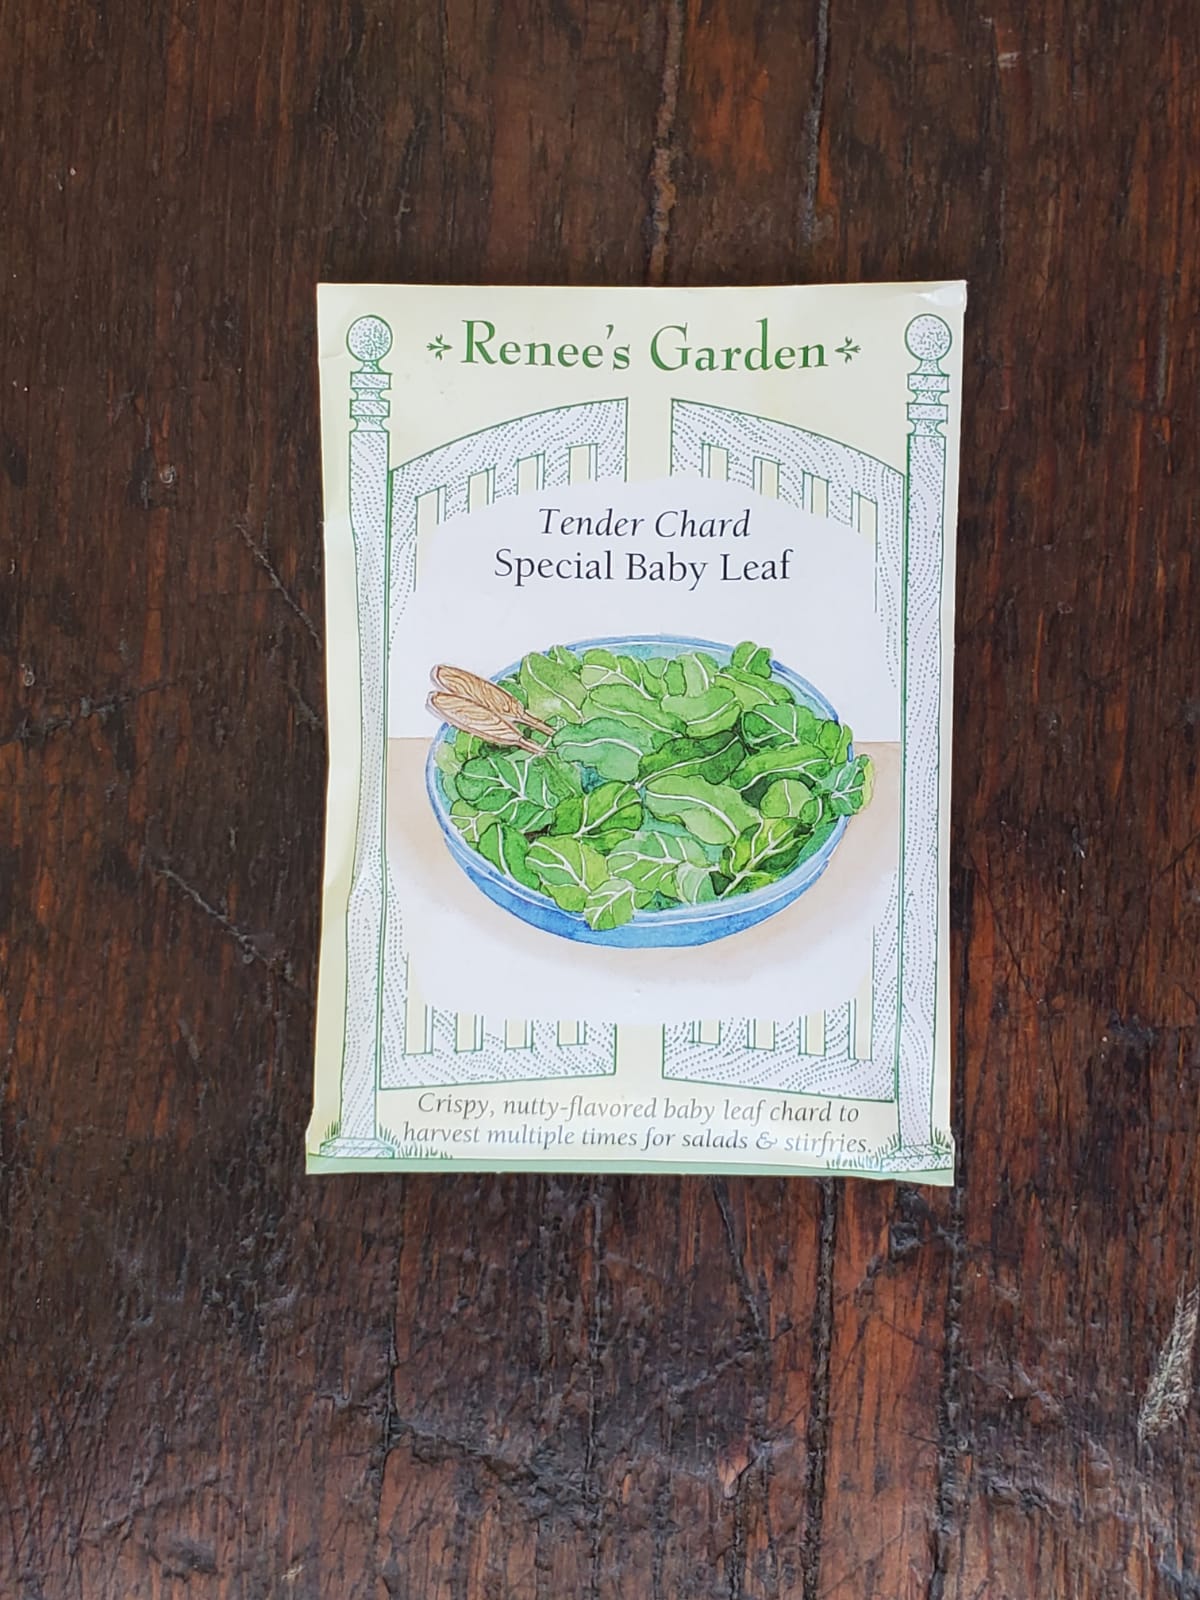 Renee's Garden
Tender Chard
Special Baby Leaf
Crispy, nutty-flavored baby leaf chard to
harvest multiple times for salads & stirfries.